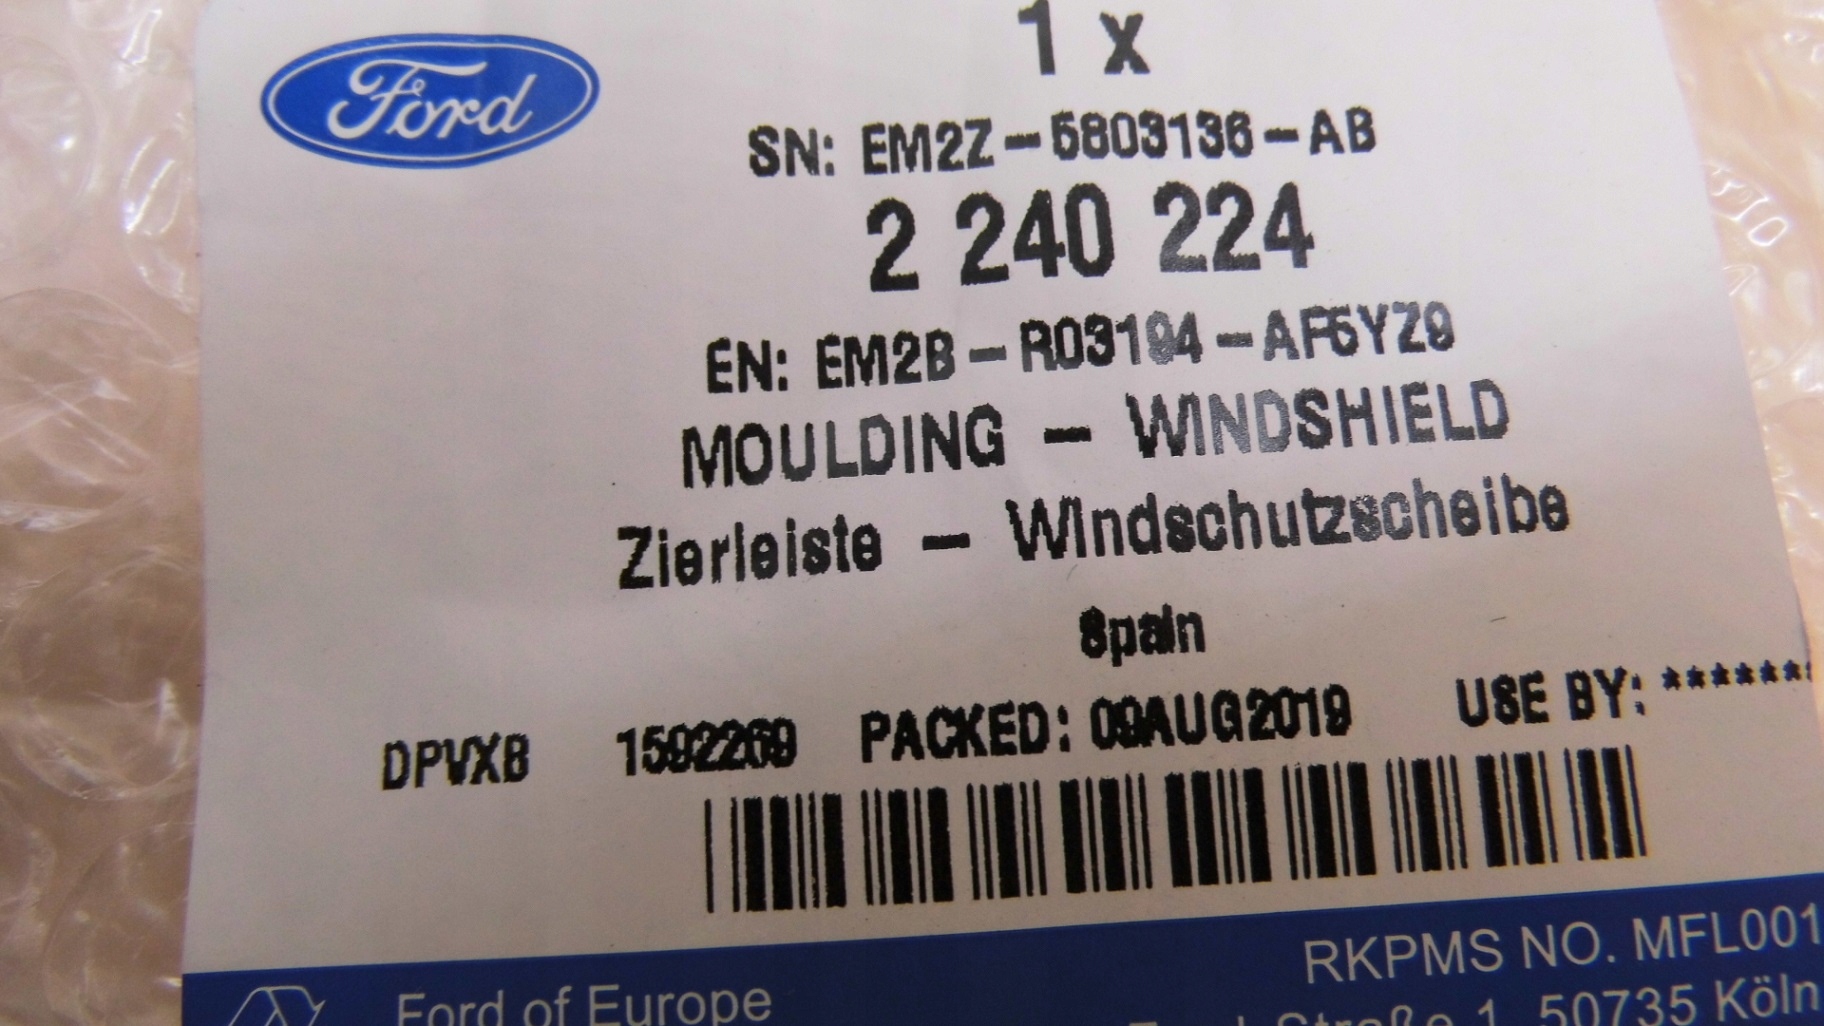 Ford
1 x
SN: EM2Z-5803136-AB
2 240 224
EN: EM2B-R03194-AF5YZ9
MOULDING - WINDSHIELD
Zierleiste - Windschutzscheibe
Spain
DPVXB 1592269 PACKED: 09AUG2019 USE BY: *******
RKPMS NO. MFL001
Ford of Europe
1, 50735 Köln